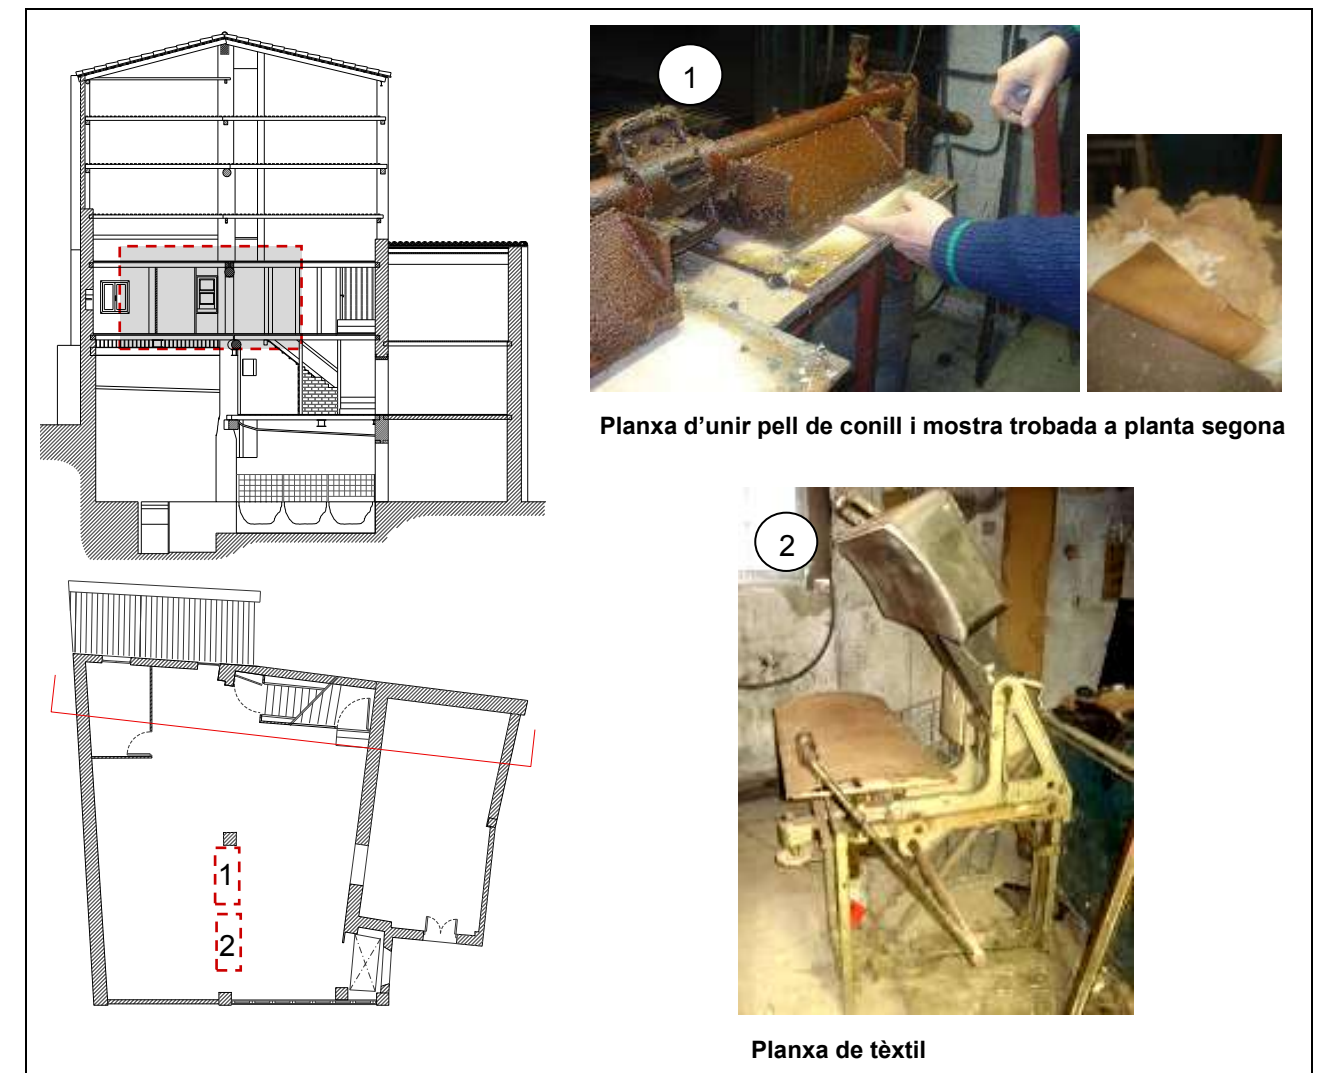 1
Planxa d’unir pell de conill i mostra trobada a planta segona
2
Planxa de tèxtil
1
2